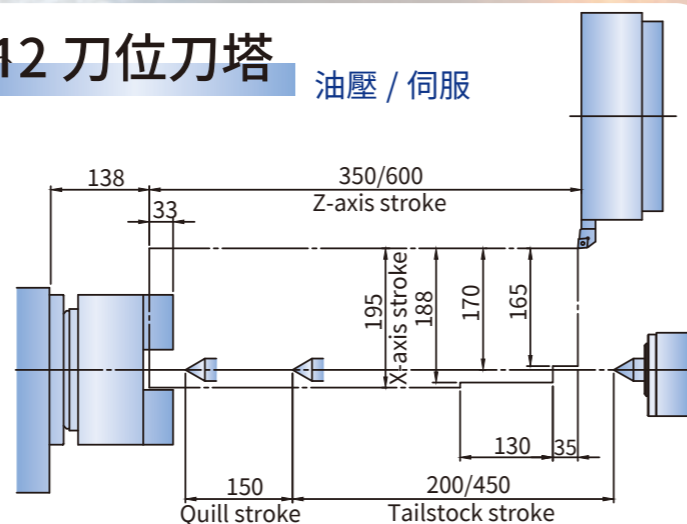 12 刀位刀塔
油壓 / 伺服
138
350/600
Z-axis stroke
33
195
X-axis stroke
188
170
165
130
35
150
200/450
Quill stroke
Tailstock stroke